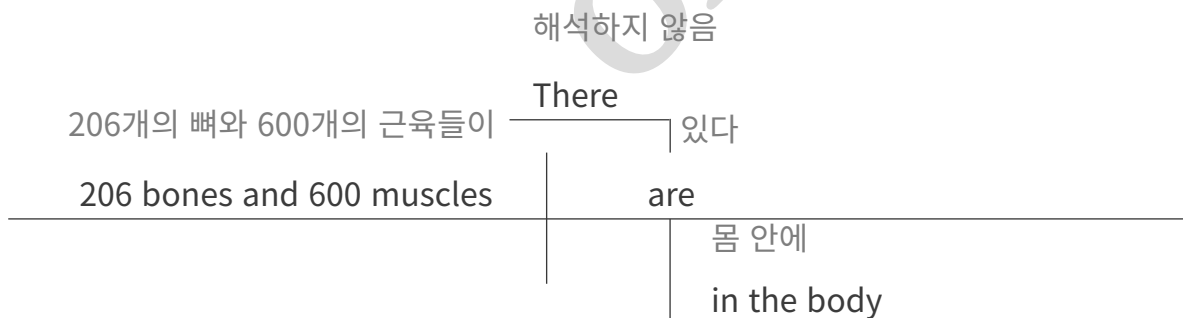 해석하지 않음
There
206개의 뼈와 600개의 근육들이
있다
206 bones and 600 muscles
are
몸 안에
in the body